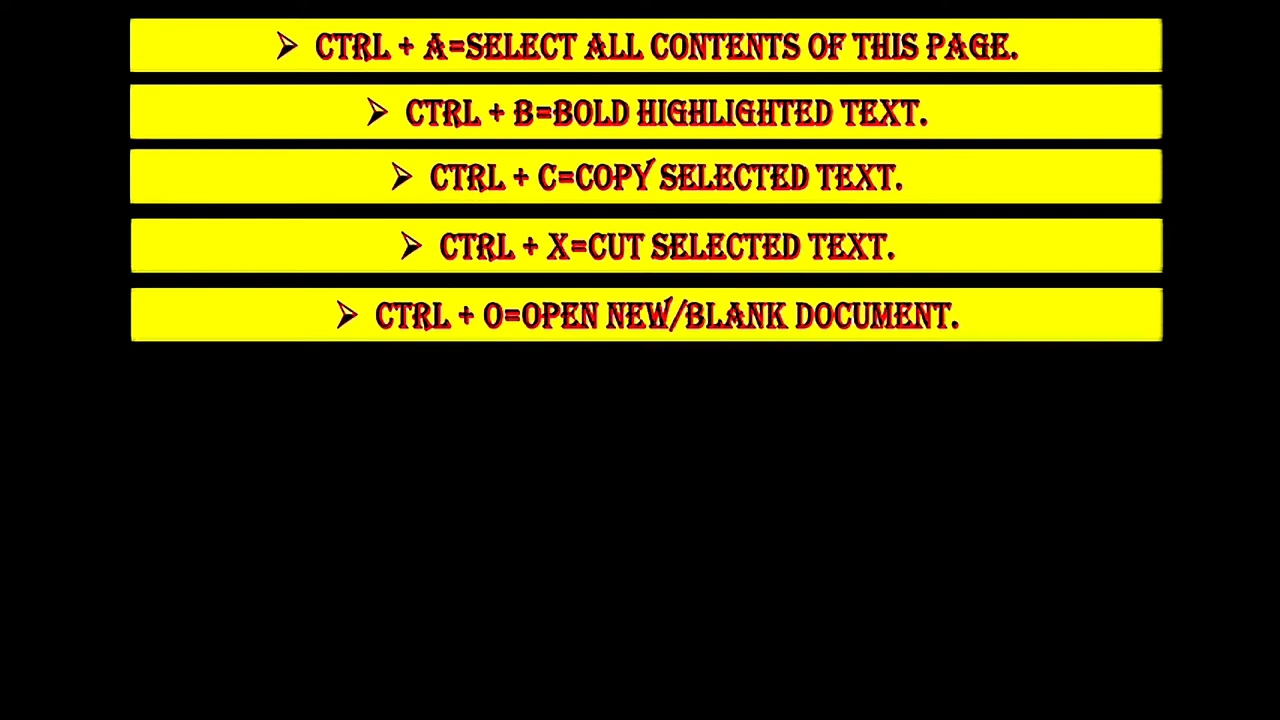 ➢ CTRL + A=SELECT ALL CONTENTS OF THIS PAGE.
➢ CTRL + B=BOLD HIGHLIGHTED TEXT.
➢ CTRL + C=COPY SELECTED TEXT.
➢ CTRL + X=CUT SELECTED TEXT.
➢ CTRL + O=OPEN NEW/BLANK DOCUMENT.